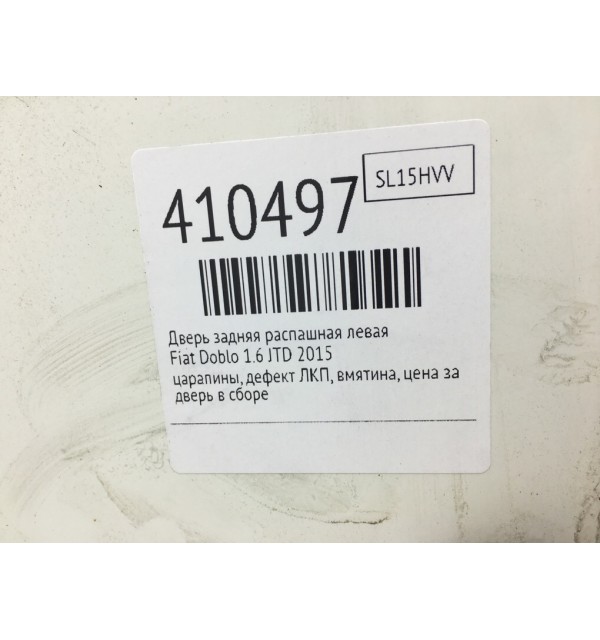 SL15HVV
410497
Дверь задняя распашная левая
Fiat Doblo 1.6 JTD 2015
царапины, дефект ЛКП, вмятина, цена за
дверь в сборе